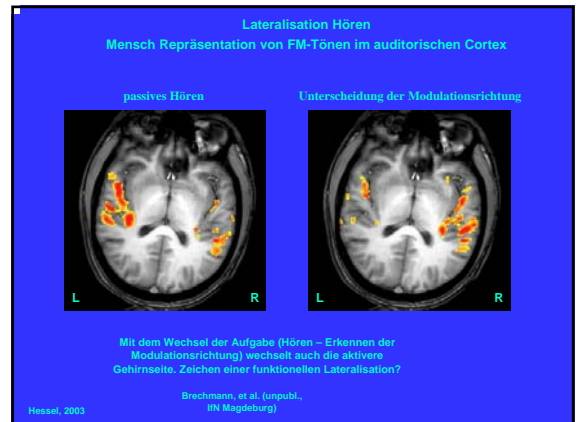 Lateralisation Hören
Mensch Repräsentation von FM-Tönen im auditorischen Cortex
passives Hören
Unterscheidung der Modulationsrichtung
L
R
L
R
Mit dem Wechsel der Aufgabe (Hören – Erkennen der
Modulationsrichtung) wechselt auch die aktivere
Gehirnseite. Zeichen einer funktionellen Lateralisation?
Brechmann, et al. (unpubl.,
IfN Magdeburg)
Hessel, 2003